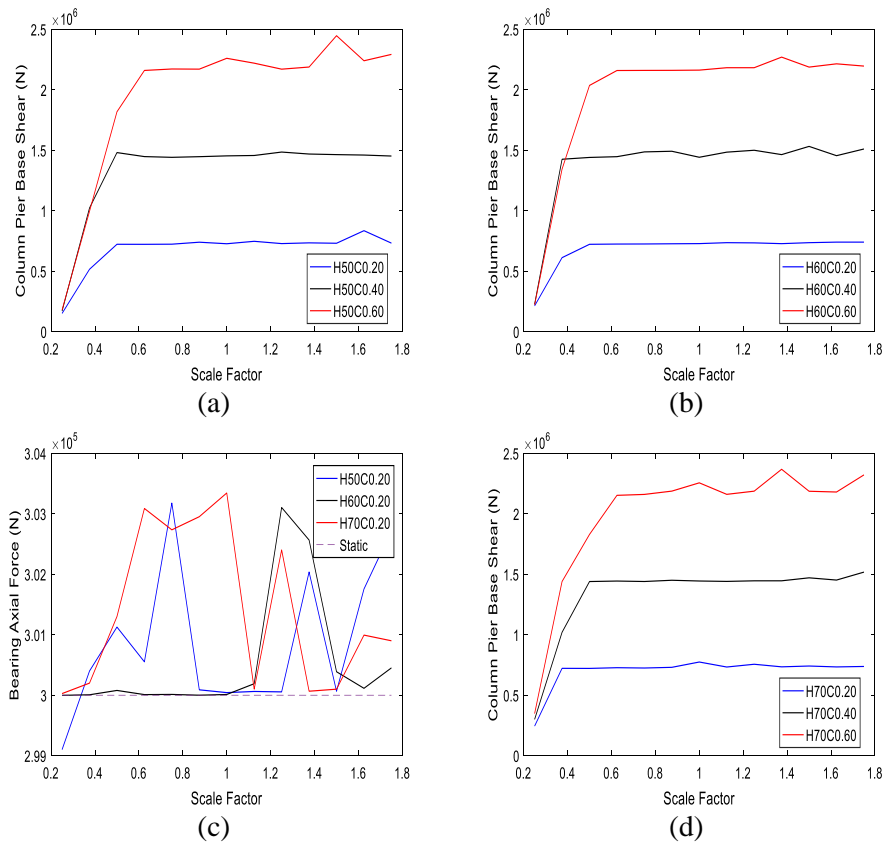 ×10⁶
2.5
2
1.5
1
0.5
0
Column Pier Base Shear (N)
H50C0.20
H50C0.40
H50C0.60
0.2 0.4 0.6 0.8 1 1.2 1.4 1.6 1.8
Scale Factor
(a)
×10⁶
2.5
2
1.5
1
0.5
0
Column Pier Base Shear (N)
H60C0.20
H60C0.40
H60C0.60
0.2 0.4 0.6 0.8 1 1.2 1.4 1.6 1.8
Scale Factor
(b)
×10⁵
3.04
3.03
3.02
3.01
3
2.99
Bearing Axial Force (N)
H50C0.20
H60C0.20
H70C0.20
Static
0.2 0.4 0.6 0.8 1 1.2 1.4 1.6 1.8
Scale Factor
(c)
×10⁶
2.5
2
1.5
1
0.5
0
Column Pier Base Shear (N)
H70C0.20
H70C0.40
H70C0.60
0.2 0.4 0.6 0.8 1 1.2 1.4 1.6 1.8
Scale Factor
(d)